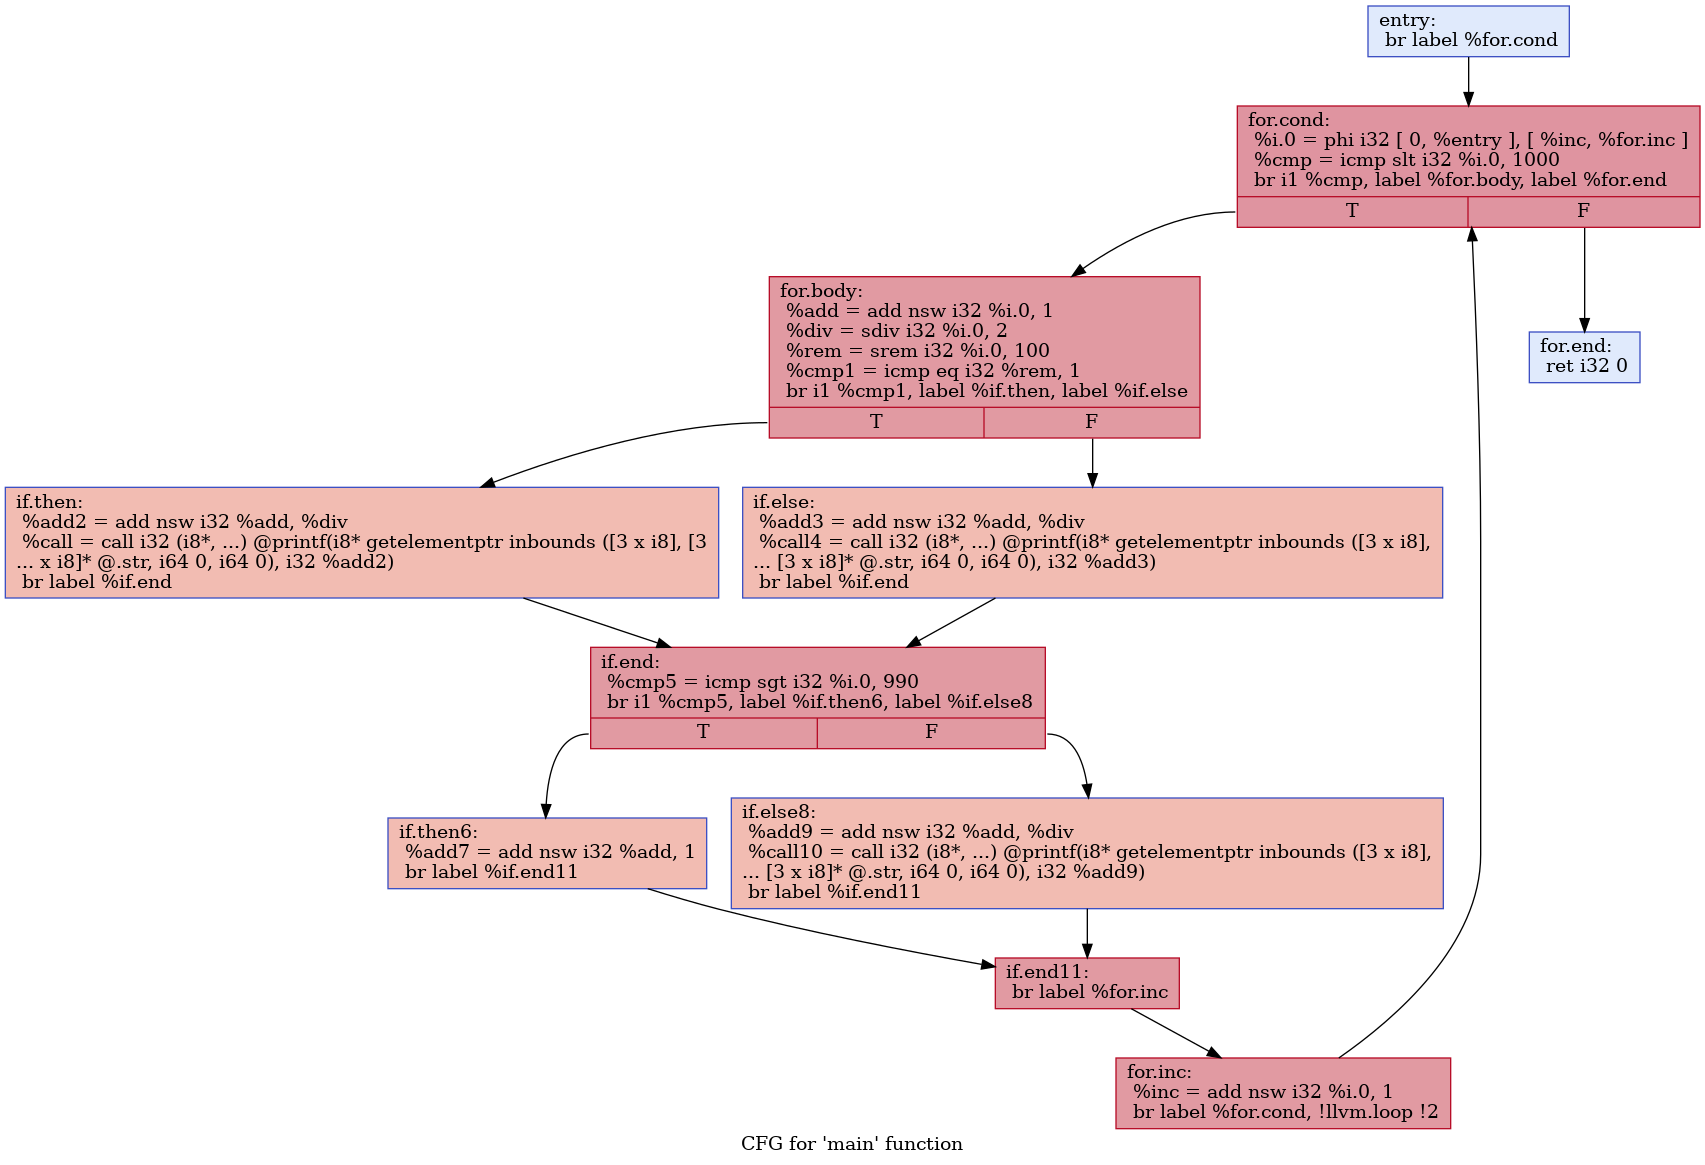 entry:
br label %for.cond
for.cond:
%i.0 = phi i32 [ 0, %entry ], [ %inc, %for.inc ]
%cmp = icmp slt i32 %i.0, 1000
br i1 %cmp, label %for.body, label %for.end
T
F
for.body:
%add = add nsw i32 %i.0, 1
%div = sdiv i32 %i.0, 2
%rem = srem i32 %i.0, 100
%cmp1 = icmp eq i32 %rem, 1
br i1 %cmp1, label %if.then, label %if.else
T
F
for.end:
ret i32 0
if.then:
%add2 = add nsw i32 %add, %div
%call = call i32 (i8*, ...) @printf(i8* getelementptr inbounds ([3 x i8], [3
... x i8]* @.str, i64 0, i64 0), i32 %add2)
br label %if.end
if.else:
%add3 = add nsw i32 %add, %div
%call4 = call i32 (i8*, ...) @printf(i8* getelementptr inbounds ([3 x i8],
... [3 x i8]* @.str, i64 0, i64 0), i32 %add3)
br label %if.end
if.end:
%cmp5 = icmp sgt i32 %i.0, 990
br i1 %cmp5, label %if.then6, label %if.else8
T
F
if.then6:
%add7 = add nsw i32 %add, 1
br label %if.end11
if.else8:
%add9 = add nsw i32 %add, %div
%call10 = call i32 (i8*, ...) @printf(i8* getelementptr inbounds ([3 x i8],
... [3 x i8]* @.str, i64 0, i64 0), i32 %add9)
br label %if.end11
if.end11:
br label %for.inc
for.inc:
%inc = add nsw i32 %i.0, 1
br label %for.cond, !llvm.loop !2
CFG for 'main' function